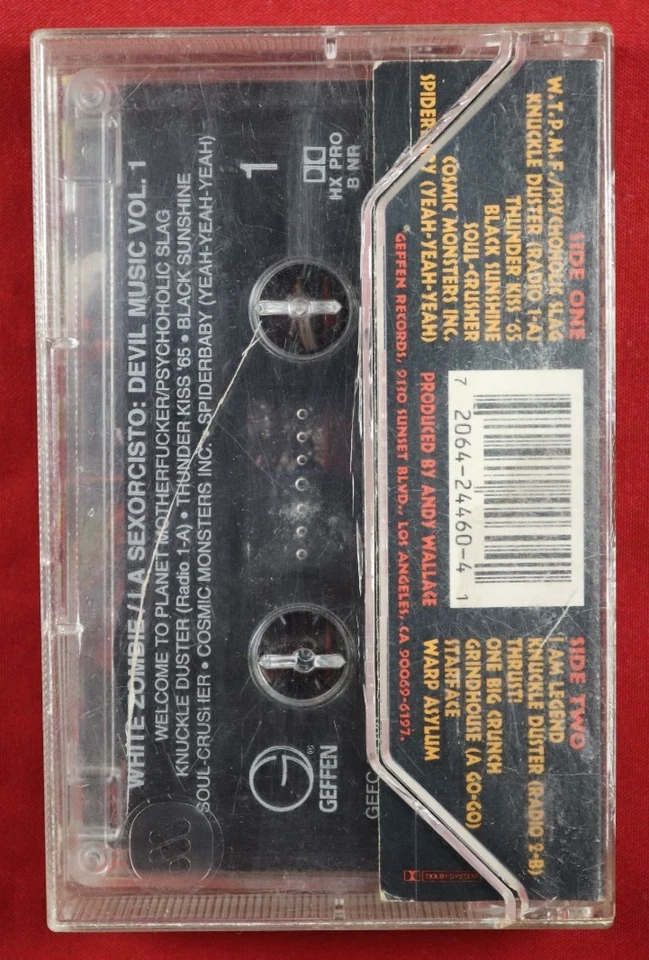 WHITE ZOMBIE / LA SEXORCISTO: DEVIL MUSIC VOL. 1
WELCOME TO PLANET MOTHERFUCKER/PSYCHOHOLIC SLAG
KNUCKLE DUSTER (Radio 1-A) • THUNDER KISS '65 • BLACK SUNSHINE
SOUL-CRUSHER • COSMIC MONSTERS INC. • SPIDERBABY (YEAH-YEAH-YEAH)
1
HX PRO
B NR
GEFFEN
SIDE ONE
W.T.P.M.F./PSYCHOHOLIC SLAG
KNUCKLE DUSTER (RADIO 1-A)
THUNDER KISS '65
BLACK SUNSHINE
SOUL-CRUSHER
COSMIC MONSTERS INC.
SPIDERBABY (YEAH-YEAH-YEAH)
7 2064-24460-4 1
PRODUCED BY ANDY WALLACE
GEFFEN RECORDS, 9130 SUNSET BLVD., LOS ANGELES, CA 90069-6197.
SIDE TWO
I AM LEGEND
KNUCKLE DUSTER (RADIO 2-B)
THRUST!
ONE BIG CRUNCH
GRINDHOUSE (A GO-GO)
STARFACE
WARP ASYLUM
DOLBY SYSTEM